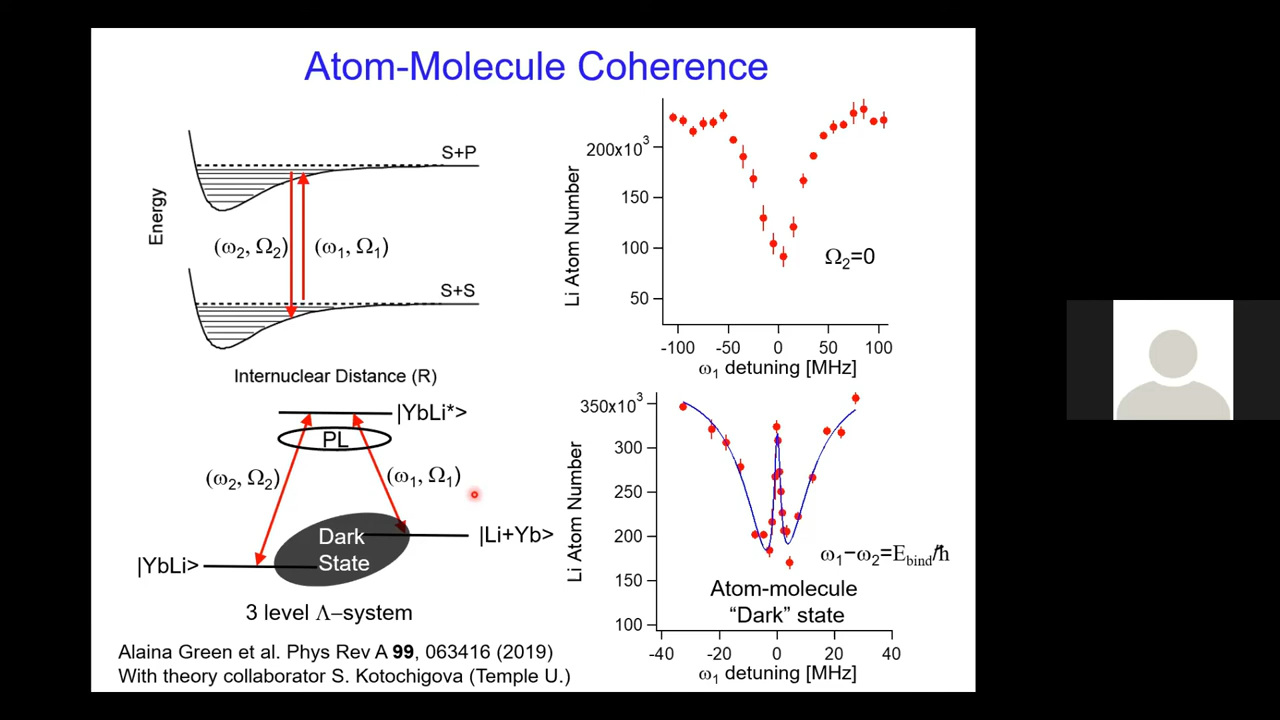 Atom-Molecule Coherence
S+P
Energy
(ω₂, Ω₂)
(ω₁, Ω₁)
S+S
Internuclear Distance (R)
|YbLi*>
PL
(ω₂, Ω₂)
(ω₁, Ω₁)
Dark
State
|Li+Yb>
|YbLi>
3 level Λ–system
Alaina Green et al. Phys Rev A 99, 063416 (2019)
With theory collaborator S. Kotochigova (Temple U.)
Li Atom Number
200x10³
150
100
50
Ω₂=0
-100 -50 0 50 100
ω₁ detuning [MHz]
Li Atom Number
350x10³
300
250
200
150
100
ω₁−ω₂=E_bind/ħ
Atom-molecule
“Dark” state
-40 -20 0 20 40
ω₁ detuning [MHz]